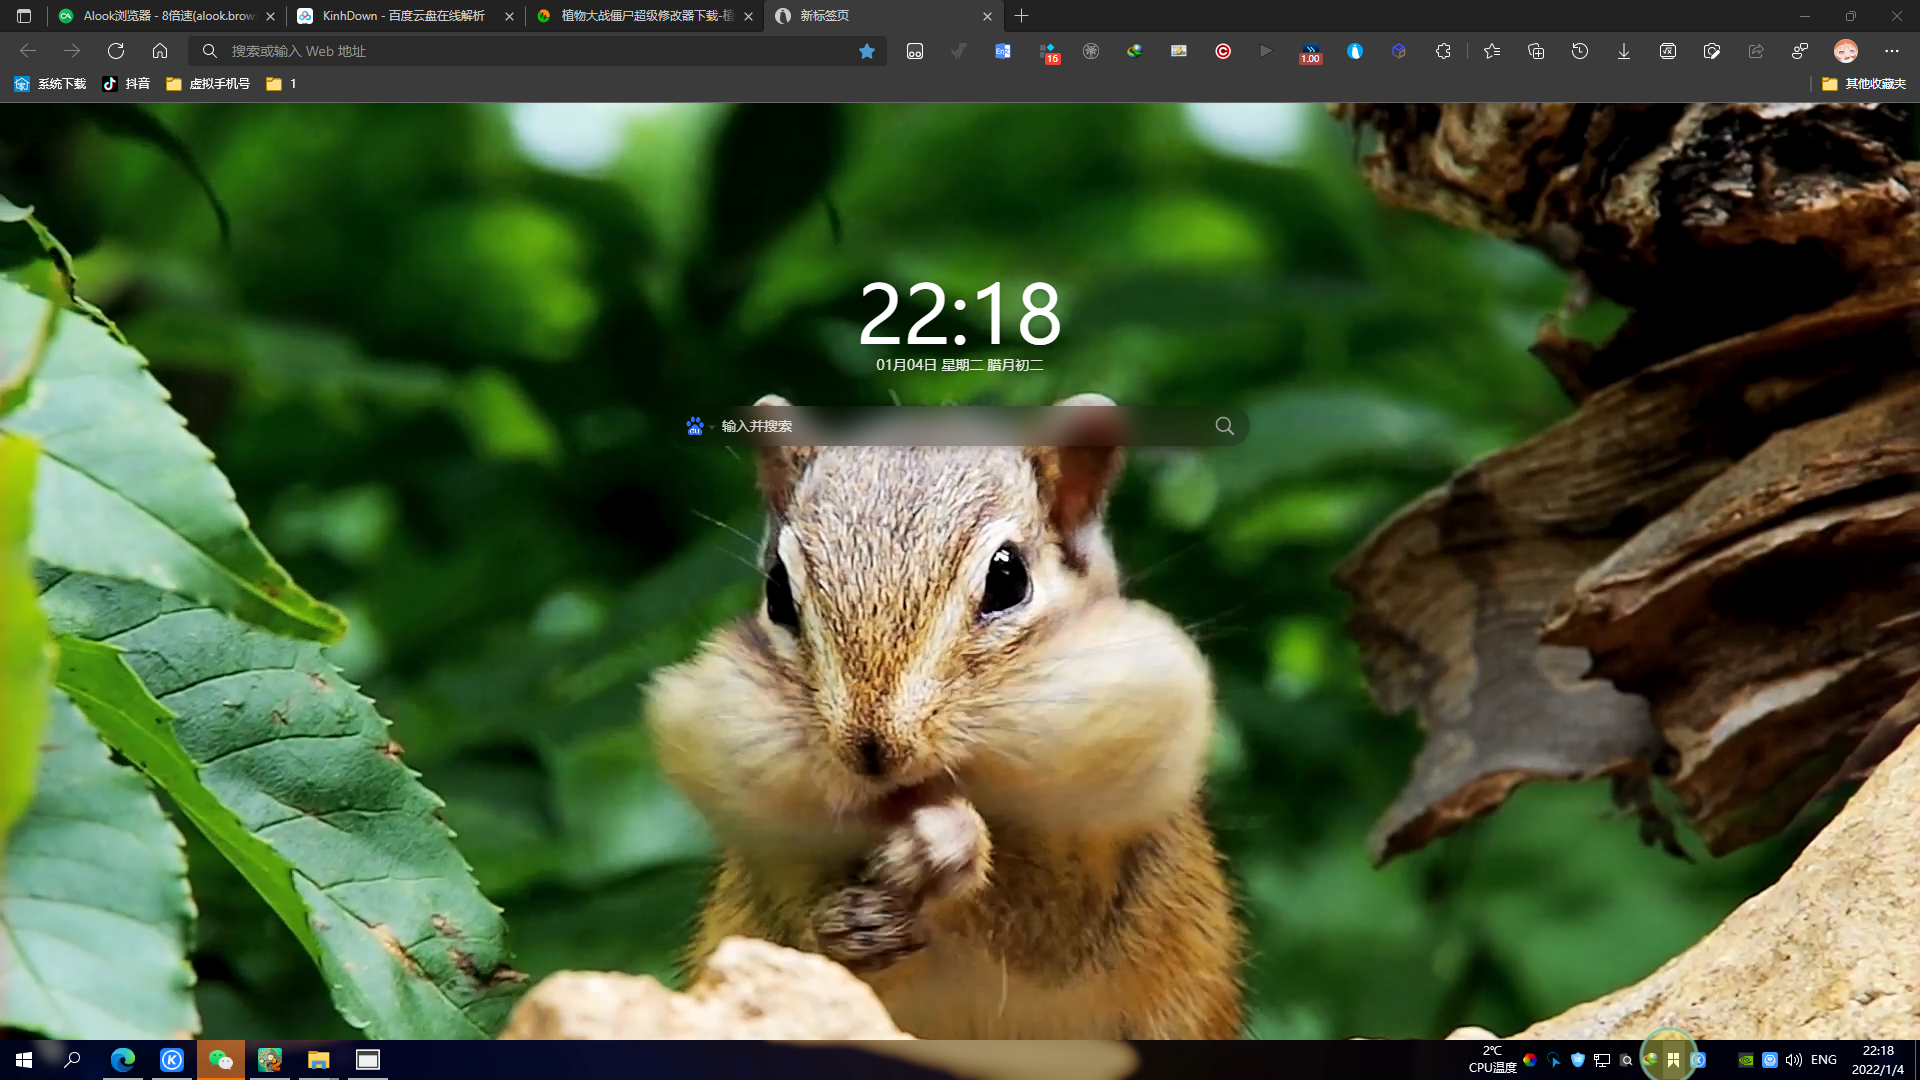 Alook浏览器 - 8倍速(alook.brow
KinhDown - 百度云盘在线解析
植物大战僵尸超级修改器下载-植
新标签页
搜索或输入 Web 地址
16
1.00
系统下载
抖音
虚拟手机号
1
其他收藏夹
22:18
01月04日 星期二 腊月初二
du
输入并搜索
2℃
CPU温度
ENG
22:18
2022/1/4